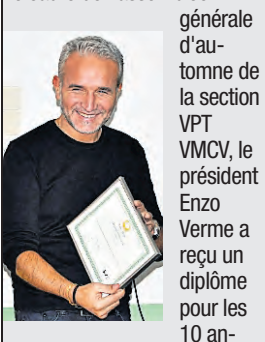 générale
d'au-
tomne de
la section
VPT
VMCV, le
président
Enzo
Verme a
reçu un
diplôme
pour les
10 an-